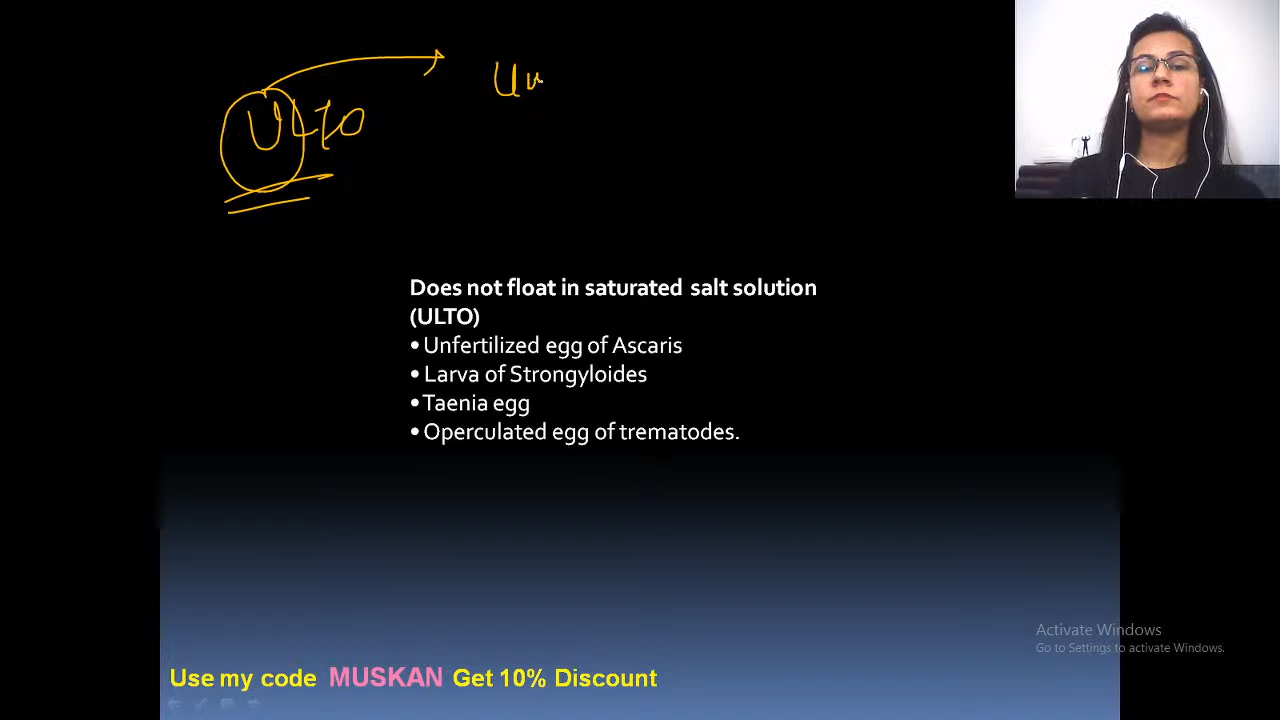 Un
ULTO
Does not float in saturated salt solution
(ULTO)
• Unfertilized egg of Ascaris
• Larva of Strongyloides
• Taenia egg
• Operculated egg of trematodes.
Activate Windows
Go to Settings to activate Windows.
Use my code MUSKAN Get 10% Discount